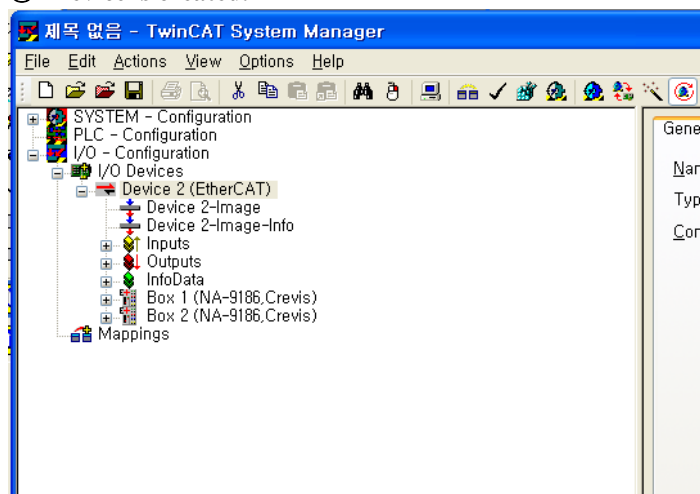 제목 없음 - TwinCAT System Manager
File Edit Actions View Options Help
SYSTEM - Configuration
PLC - Configuration
I/O - Configuration
I/O Devices
Device 2 (EtherCAT)
Device 2-Image
Device 2-Image-Info
Inputs
Outputs
InfoData
Box 1 (NA-9186,Crevis)
Box 2 (NA-9186,Crevis)
Mappings
Gene
Nar
Typ
Cor